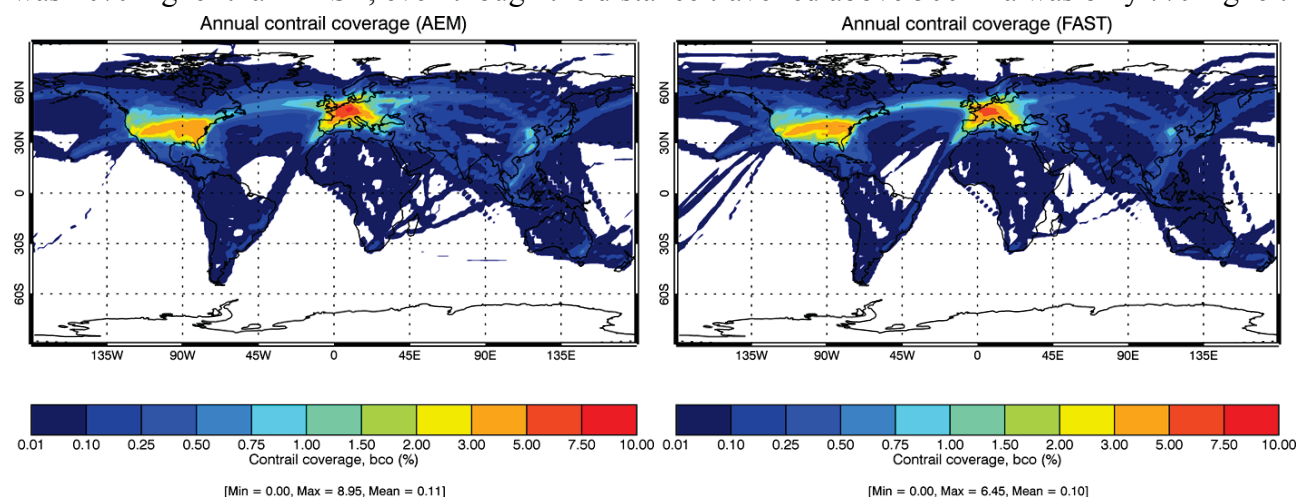 Annual contrail coverage (AEM)
60N
30N
0
30S
60S
135W 90W 45W 0 45E 90E 135E
0.01 0.10 0.25 0.50 0.75 1.00 1.50 2.00 3.00 5.00 7.50 10.00
Contrail coverage, bco (%)
[Min = 0.00, Max = 8.95, Mean = 0.11]
Annual contrail coverage (FAST)
60N
30N
0
30S
60S
135W 90W 45W 0 45E 90E 135E
0.01 0.10 0.25 0.50 0.75 1.00 1.50 2.00 3.00 5.00 7.50 10.00
Contrail coverage, bco (%)
[Min = 0.00, Max = 6.45, Mean = 0.10]